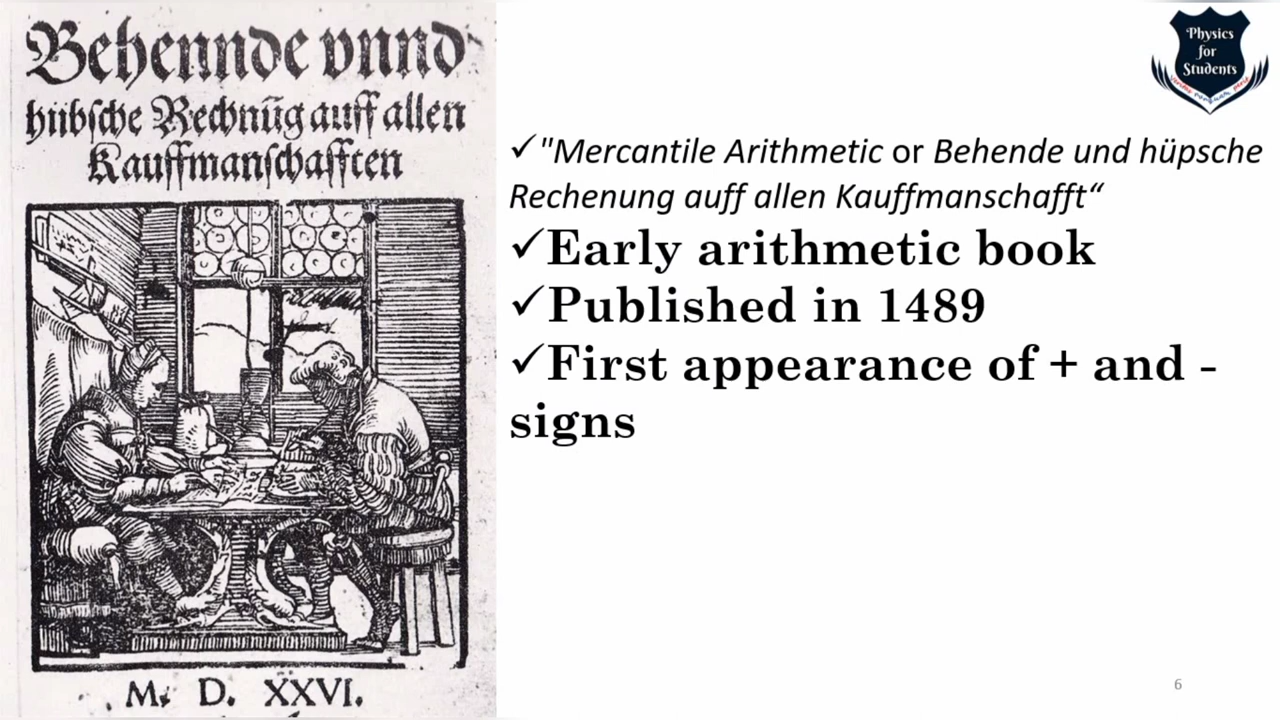 Behennde vnnd
hübsche Rechnūg auff allen
Kauffmanschafften
M. D. XXVI.
Physics
for
Students
✓"Mercantile Arithmetic or Behende und hüpsche
Rechenung auff allen Kauffmanschafft“
✓Early arithmetic book
✓Published in 1489
✓First appearance of + and -
signs
6